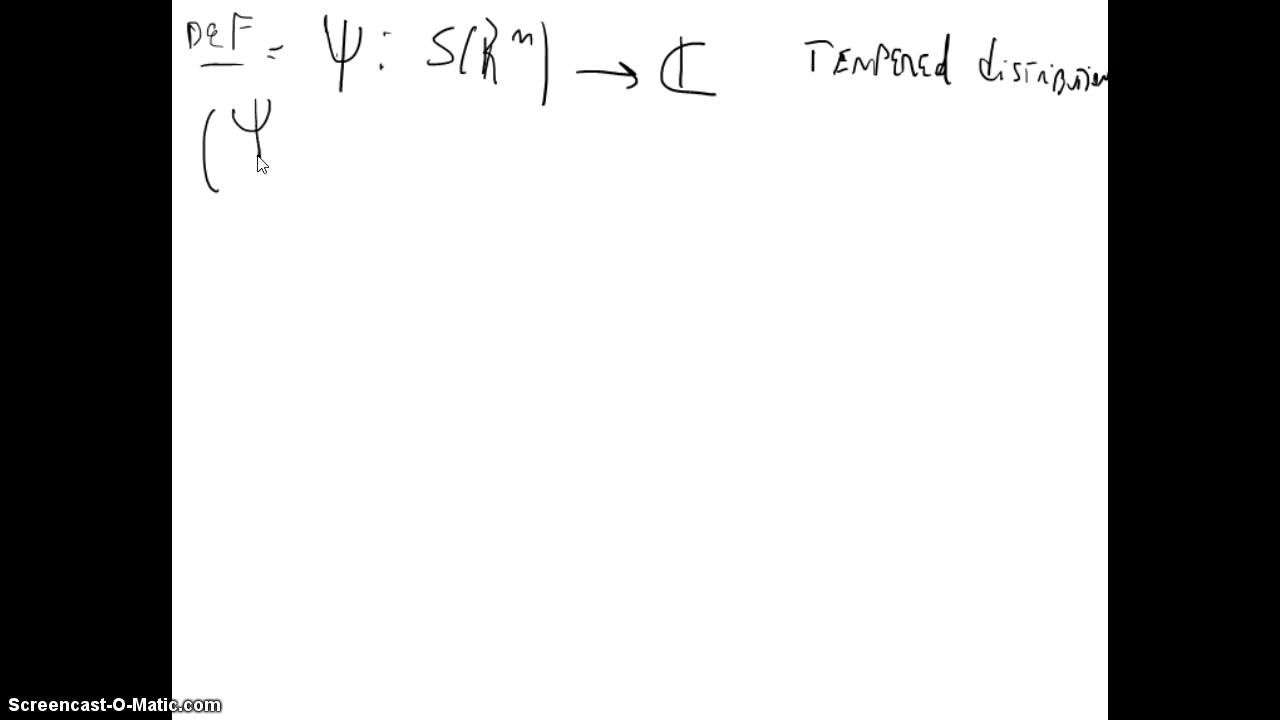 DEF = Ψ: S(ℝⁿ) → ℂ TEMPERED distribution
(Ψ
Screencast-O-Matic.com